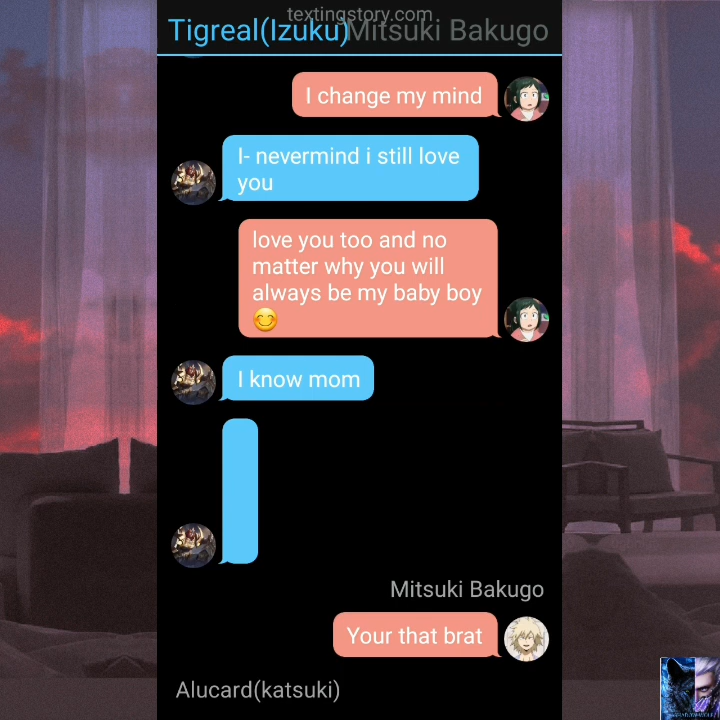 textingstory.com
Tigreal(Izuku) Mitsuki Bakugo
I change my mind
I- nevermind i still love
you
love you too and no
matter why you will
always be my baby boy
😊
I know mom
Mitsuki Bakugo
Your that brat
Alucard(katsuki)